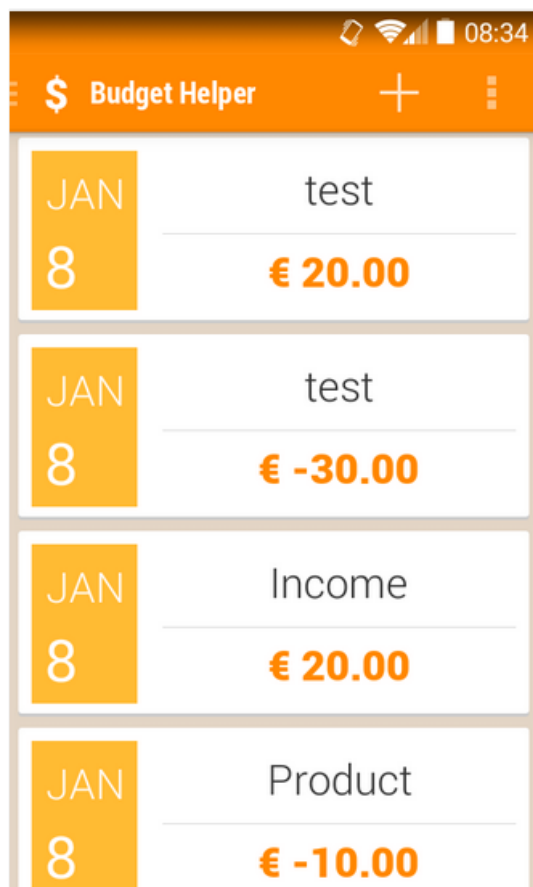 08:34
$ Budget Helper
JAN
8
test
€ 20.00
JAN
8
test
€ -30.00
JAN
8
Income
€ 20.00
JAN
8
Product
€ -10.00